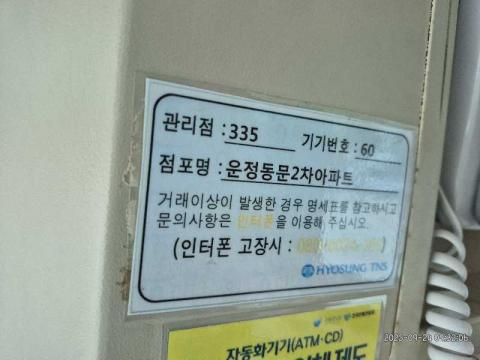 관리점 : 335 기기번호 : 60
점포명 : 운정동문2차아파트
거래이상이 발생한 경우 명세표를 참고하시고
문의사항은 인터폰을 이용해 주십시오.
(인터폰 고장시 :
HYOSUNG TNS
자동화기기(ATM·CD)